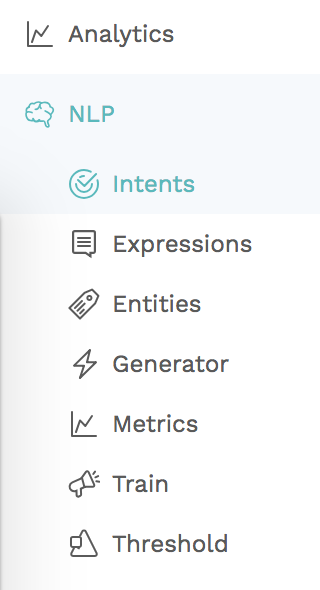 Analytics
NLP
Intents
Expressions
Entities
Generator
Metrics
Train
Threshold